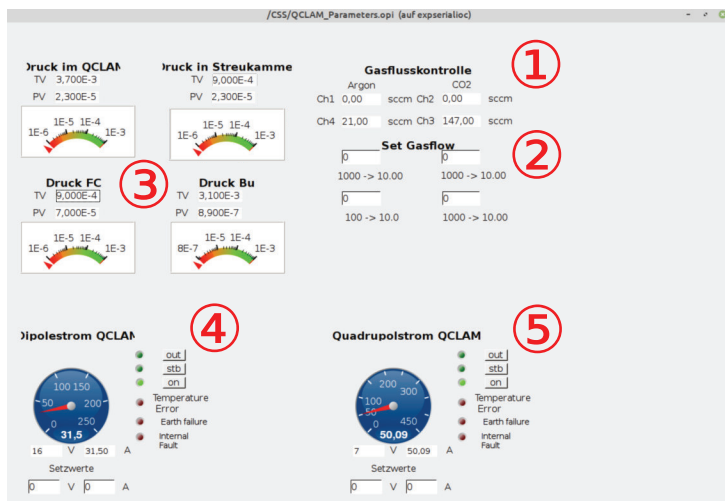 /CSS/QCLAM_Parameters.opi (auf expserialioc)
Druck im QCLAM
TV 3,700E-3
PV 2,300E-5
1E-6 1E-5 1E-4 1E-3
Druck in Streukamme
TV 9,000E-4
PV 2,300E-5
1E-6 1E-5 1E-4 1E-3
Gasflusskontrolle
1
Argon CO2
Ch1 0,00 sccm Ch2 0,00 sccm
Ch4 21,00 sccm Ch3 147,00 sccm
Set Gasflow
2
0 0
1000 -> 10.00 1000 -> 10.00
0 0
100 -> 10.0 1000 -> 10.00
Druck FC
3
TV 9,000E-4
PV 7,000E-5
1E-6 1E-5 1E-4 1E-3
Druck Bu
TV 3,100E-3
PV 8,900E-7
8E-7 1E-5 1E-4 1E-3
Dipolestrom QCLAM
4
out
stb
on
Temperature
Error
Earth failure
Internal
Fault
0 50 100 150 200 250
31,5
16 V 31,50 A
Setzwerte
0 V 0 A
Quadrupolstrom QCLAM
5
out
stb
on
Temperature
Error
Earth failure
Internal
Fault
0 50 100 200 300 450
50,09
7 V 50,09 A
Setzwerte
0 V 0 A